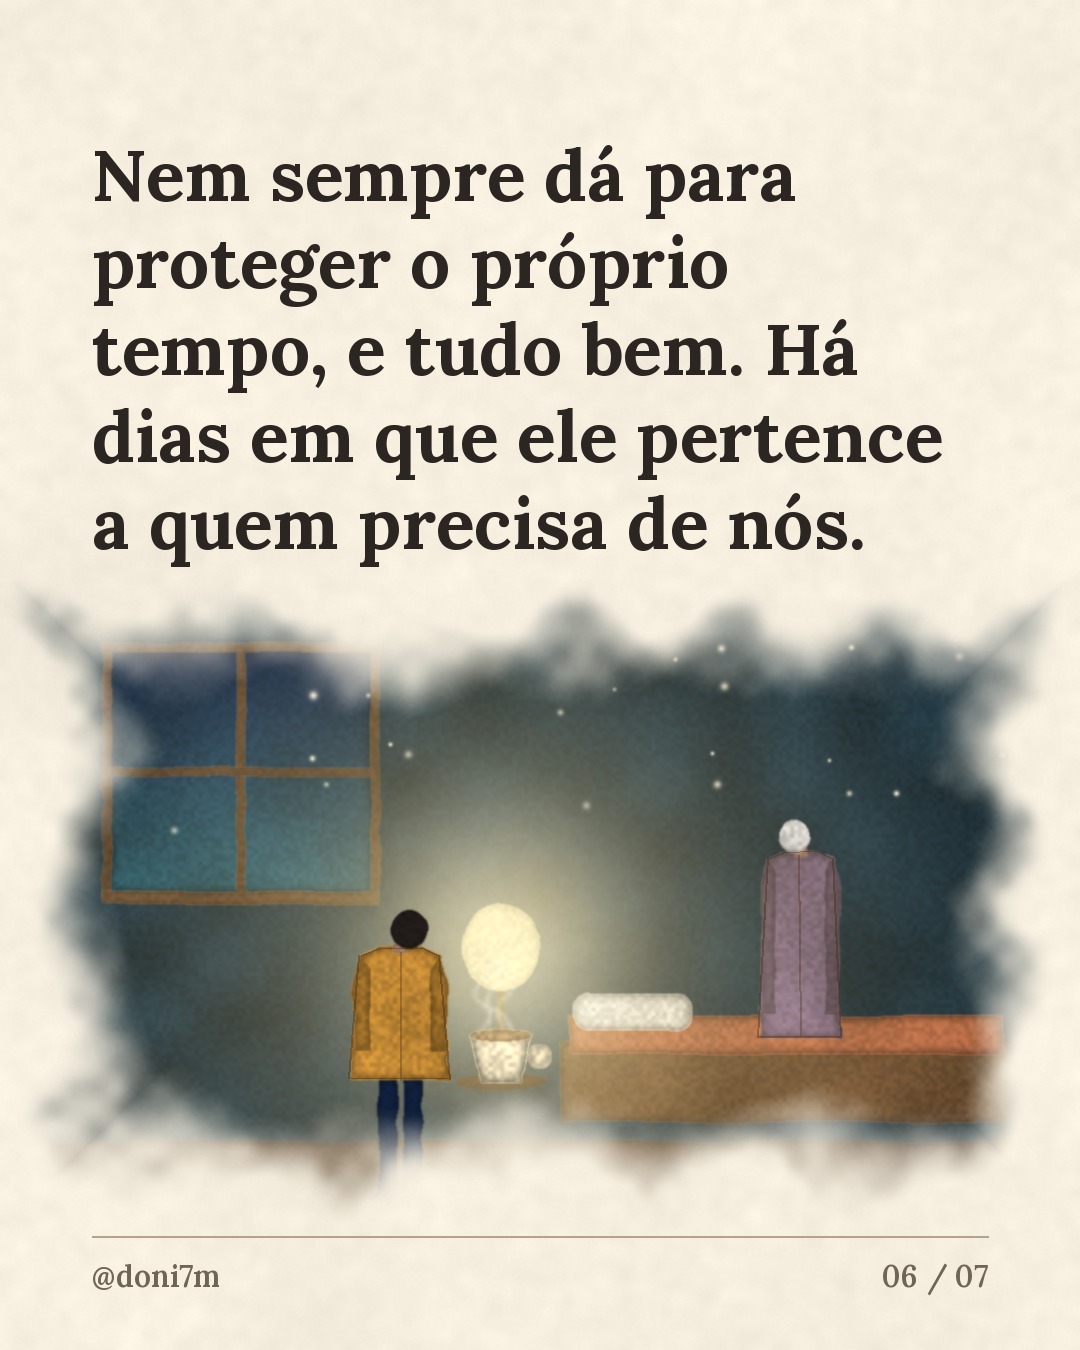 Nem sempre dá para
proteger o próprio
tempo, e tudo bem. Há
dias em que ele pertence
a quem precisa de nós.
@doni7m
06 / 07